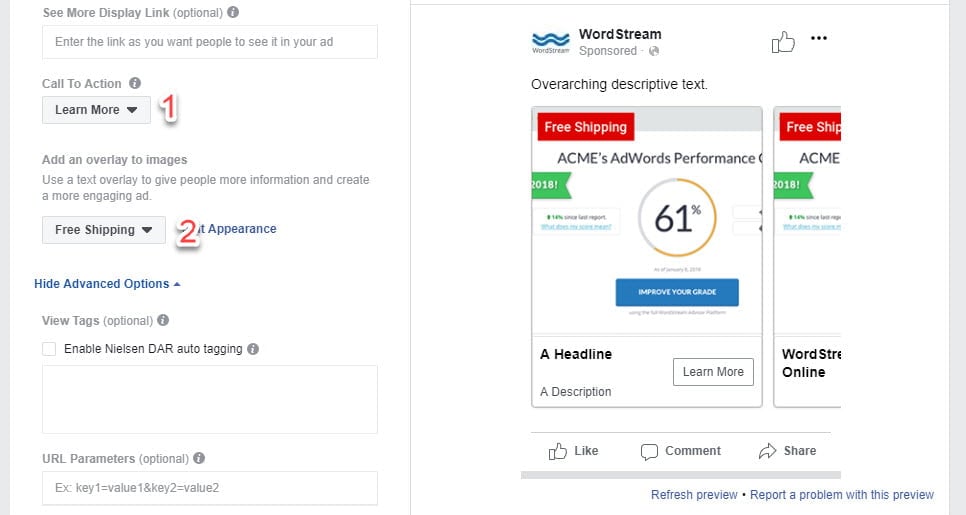 See More Display Link (optional)
Enter the link as you want people to see it in your ad
Call To Action
Learn More
1
Add an overlay to images
Use a text overlay to give people more information and create
a more engaging ad.
Free Shipping
2
t Appearance
Hide Advanced Options
View Tags (optional)
Enable Nielsen DAR auto tagging
URL Parameters (optional)
Ex: key1=value1&key2=value2
WordStream
WordStream
Sponsored ·
Overarching descriptive text.
Free Shipping
ACME's AdWords Performance
2018!
61%
14% since last report.
What does my score mean?
As of January 8, 2018
IMPROVE YOUR GRADE
using the full WordStream Advisor Platform
A Headline
Learn More
A Description
Free Ship
ACME
2018!
14% since last repo
What does my score
WordStre
Online
Like
Comment
Share
Refresh preview • Report a problem with this preview